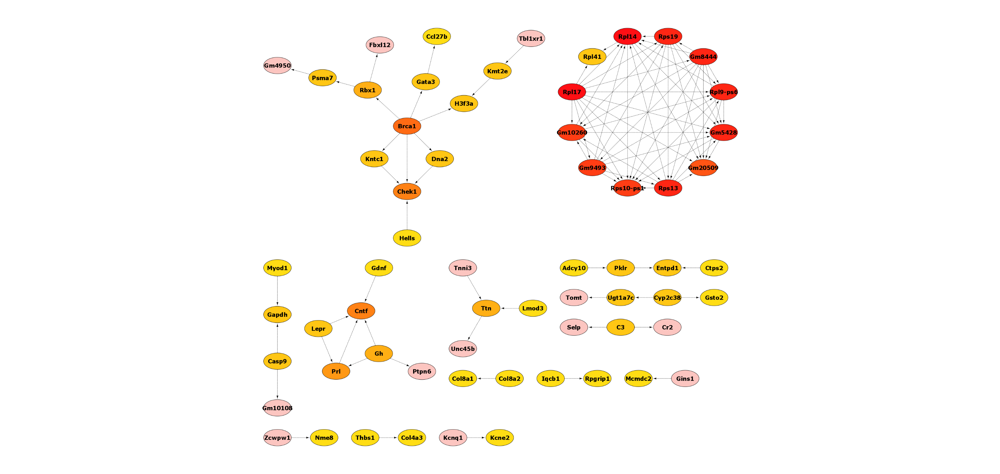 Ccl27b
Tbl1xr1
Rpl14
Rps19
Fbxl12
Rpl41
Gm8444
Gm4950
Kmt2e
Psma7
Gata3
Rbx1
Rpl17
Rpl9-ps6
H3f3a
Brca1
Gm10260
Gm5428
Kntc1
Dna2
Gm9493
Gm20509
Rps10-ps1
Rps13
Chek1
Hells
Myod1
Gdnf
Tnni3
Adcy10
Pklr
Entpd1
Ctps2
Tomt
Ugt1a7c
Cyp2c38
Gsto2
Ttn
Lmod3
Cntf
Gapdh
Lepr
Selp
C3
Cr2
Unc45b
Gh
Casp9
Prl
Ptpn6
Col8a1
Col8a2
Iqcb1
Rpgrip1
Mcmdc2
Gins1
Gm10108
Zcwpw1
Nme8
Thbs1
Col4a3
Kcnq1
Kcne2